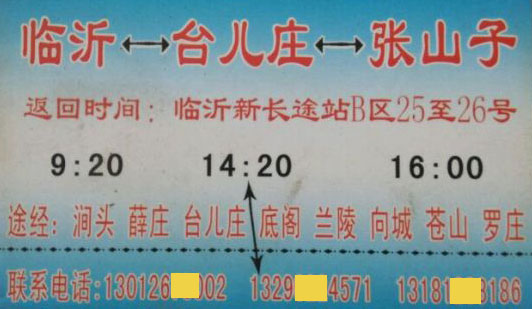 临沂↔台儿庄↔张山子
返回时间：临沂新长途站B区25至26号
9:20 14:20 16:00
途经：涧头 薛庄 台儿庄 底阁 兰陵 向城 苍山 罗庄
联系电话:130126 002 1329 4571 13181 8186